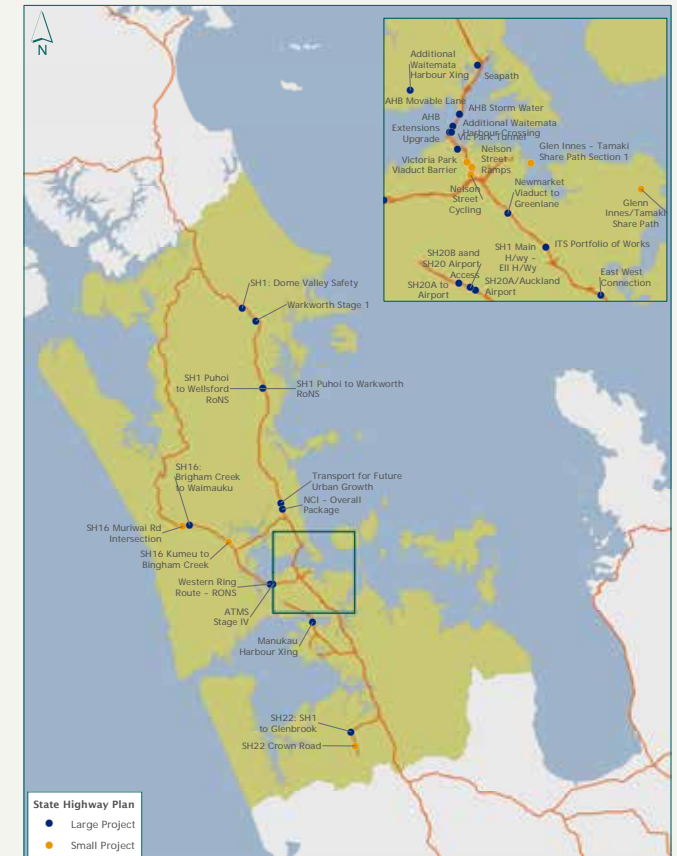 N
Additional
Waitemata
Harbour Xing
Seapath
AHB Movable Lane
AHB Storm Water
AHB
Extensions
Upgrade
Additional Waitemata
Harbour Crossing
Vic Park Tunnel
Victoria Park
Viaduct Barrier
Nelson
Street
Ramps
Glen Innes - Tamaki
Share Path Section 1
Nelson
Street
Cycling
Newmarket
Viaduct to
Greenlane
Glenn
Innes/Tamaki
Share Path
SH20B aand
SH20 Airport
Access
SH1 Main
H/wy -
Ell H/Wy
ITS Portfolio of Works
SH20A to
Airport
SH20A/Auckland
Airport
East West
Connection
SH1: Dome Valley Safety
Warkworth Stage 1
SH1 Puhoi
to Wellsford
RoNS
SH1 Puhoi to Warkworth
RoNS
SH16:
Brigham Creek
to Waimauku
Transport for Future
Urban Growth
NCI - Overall
Package
SH16 Muriwai Rd
Intersection
SH16 Kumeu to
Bingham Creek
Western Ring
Route - RONS
ATMS
Stage IV
Manukau
Harbour Xing
SH22: SH1
to Glenbrook
SH22 Crown Road
State Highway Plan
Large Project
Small Project